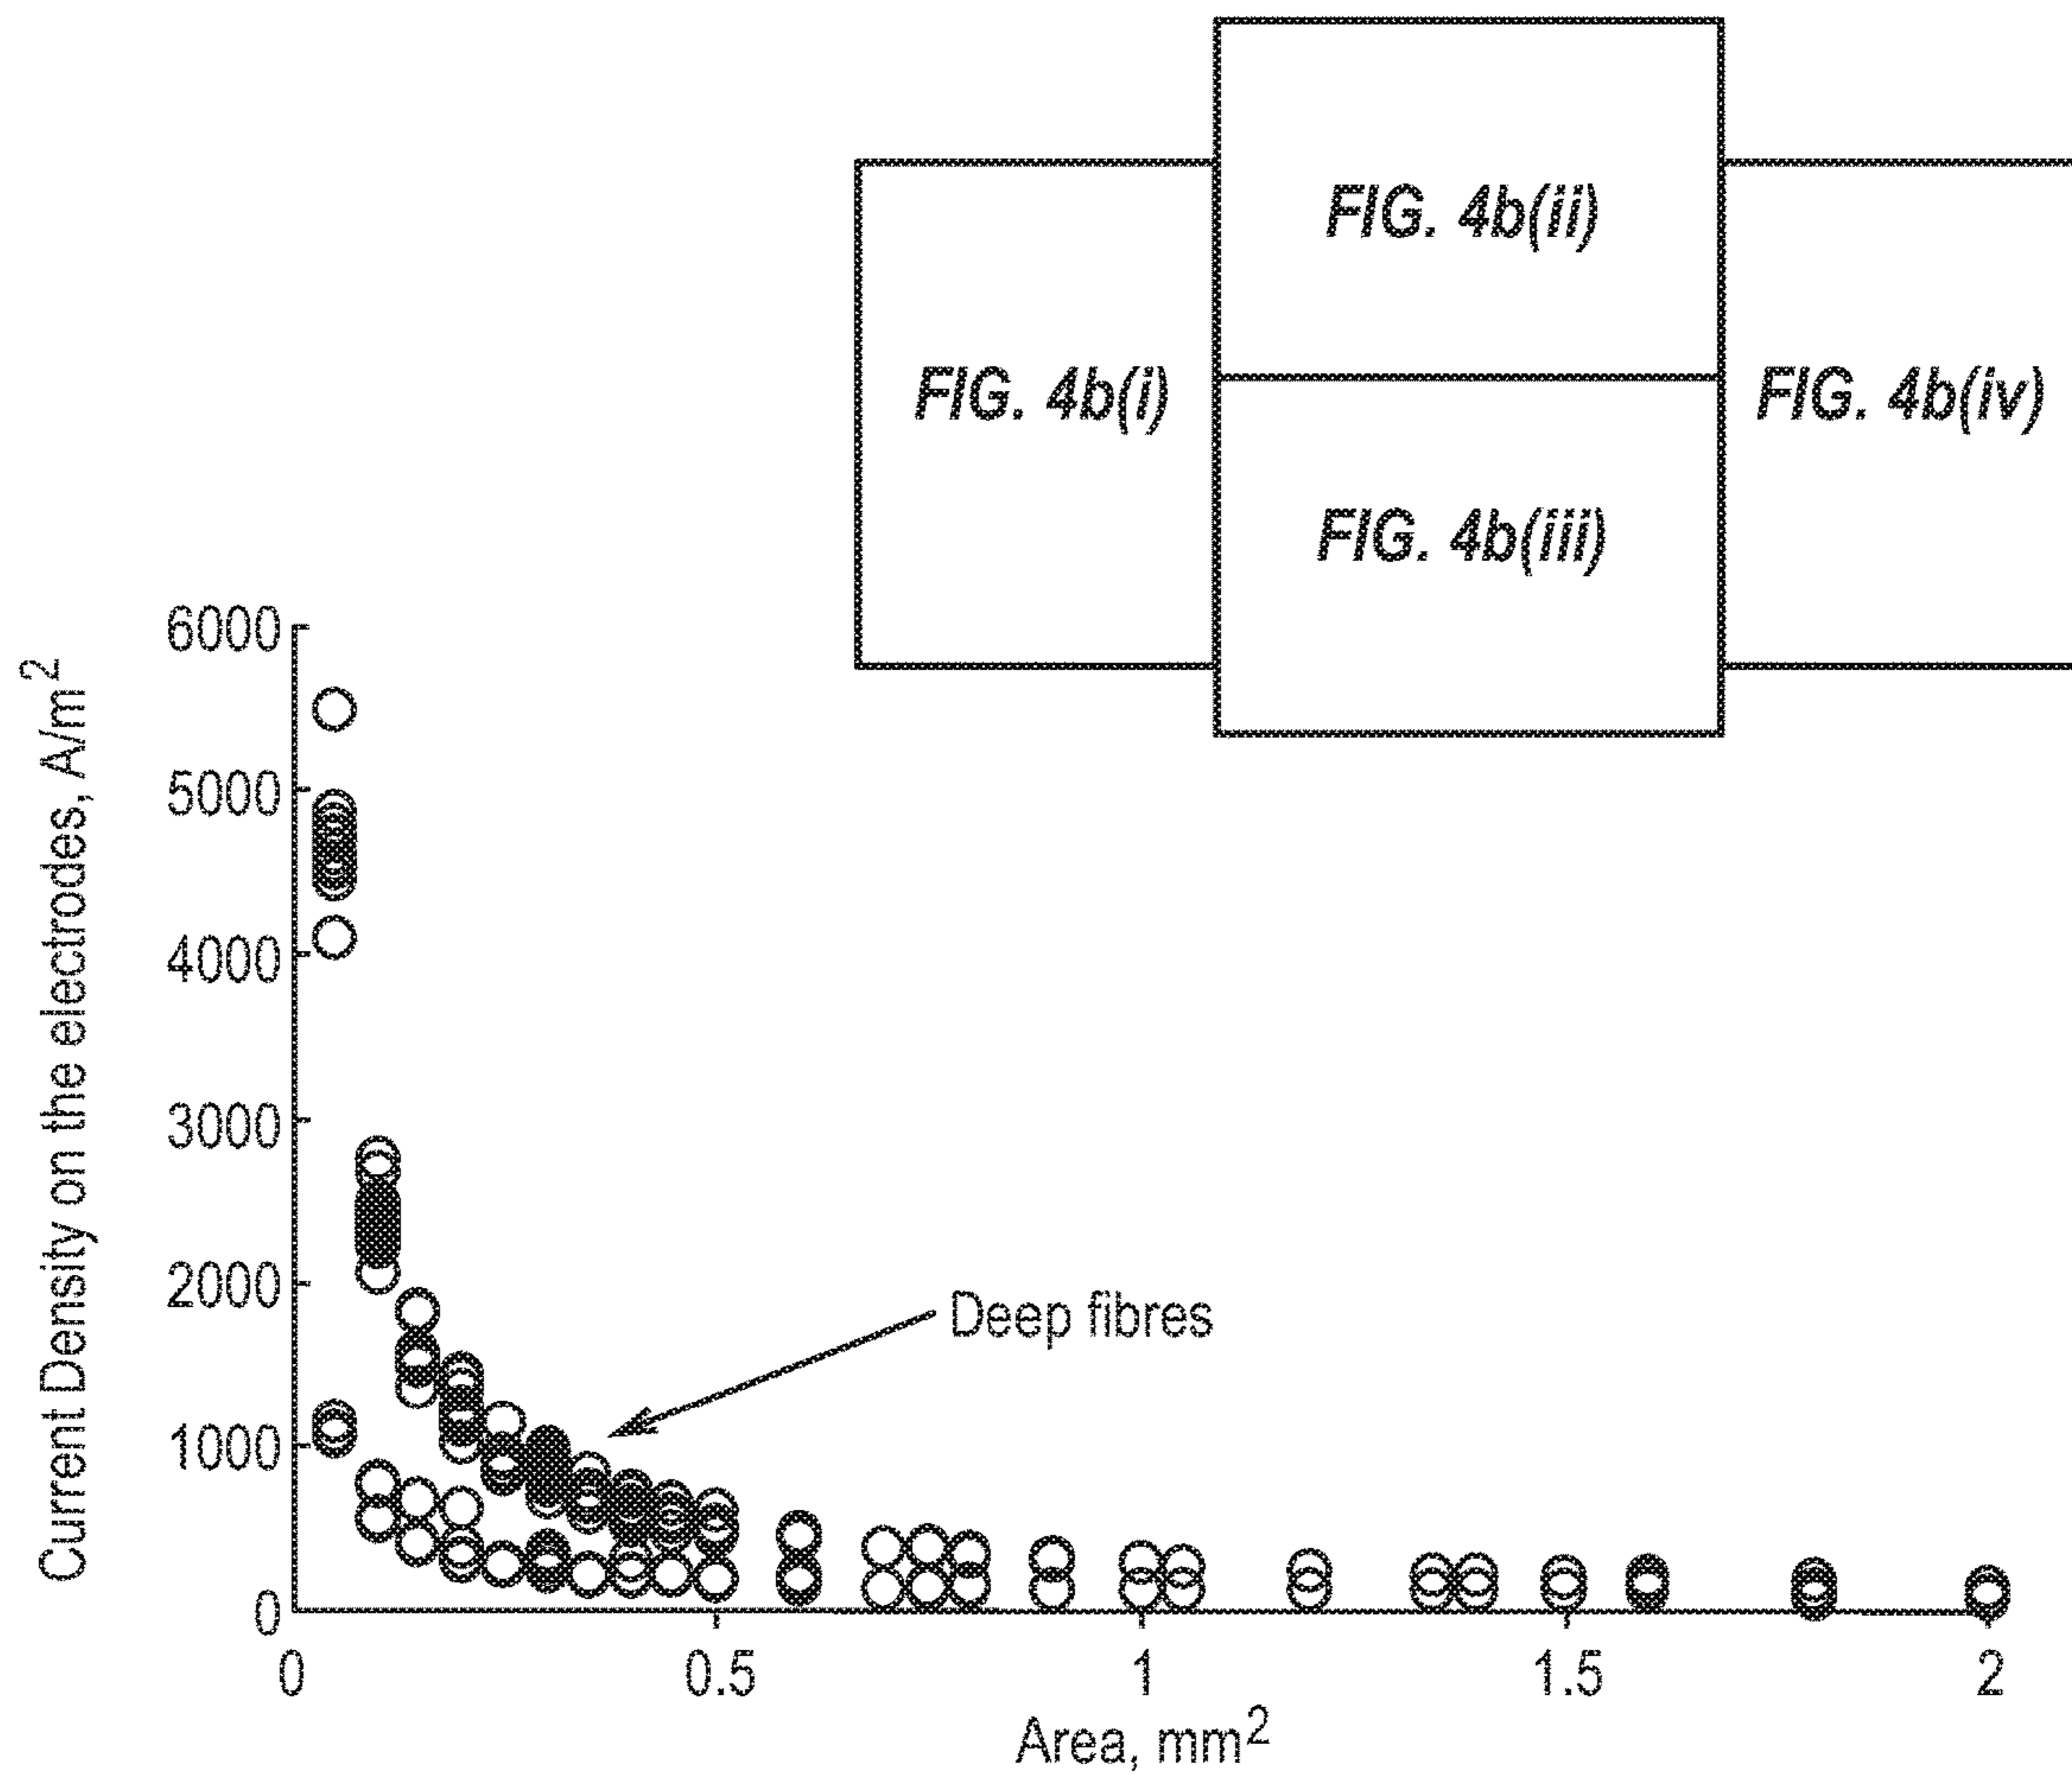 FIG. 4b(ii)
FIG. 4b(i)
FIG. 4b(iv)
FIG. 4b(iii)
Current Density on the electrodes, A/m²
6000
5000
4000
3000
2000
1000
0
Deep fibres
0 0.5 1 1.5 2
Area, mm²